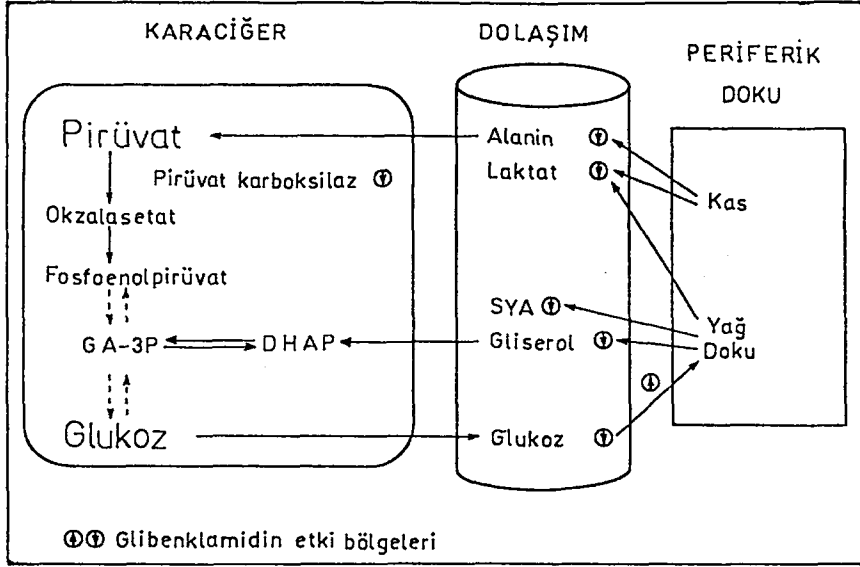 KARACİĞER
DOLAŞIM
PERİFERİK
DOKU
Pirüvat
Pirüvat karboksilaz
Okzalasetat
Fosfoenolpirüvat
GA-3P
DHAP
Glukoz
Alanin
Laktat
SYA
Gliserol
Glukoz
Kas
Yağ
Doku
Glibenklamidin etki bölgeleri